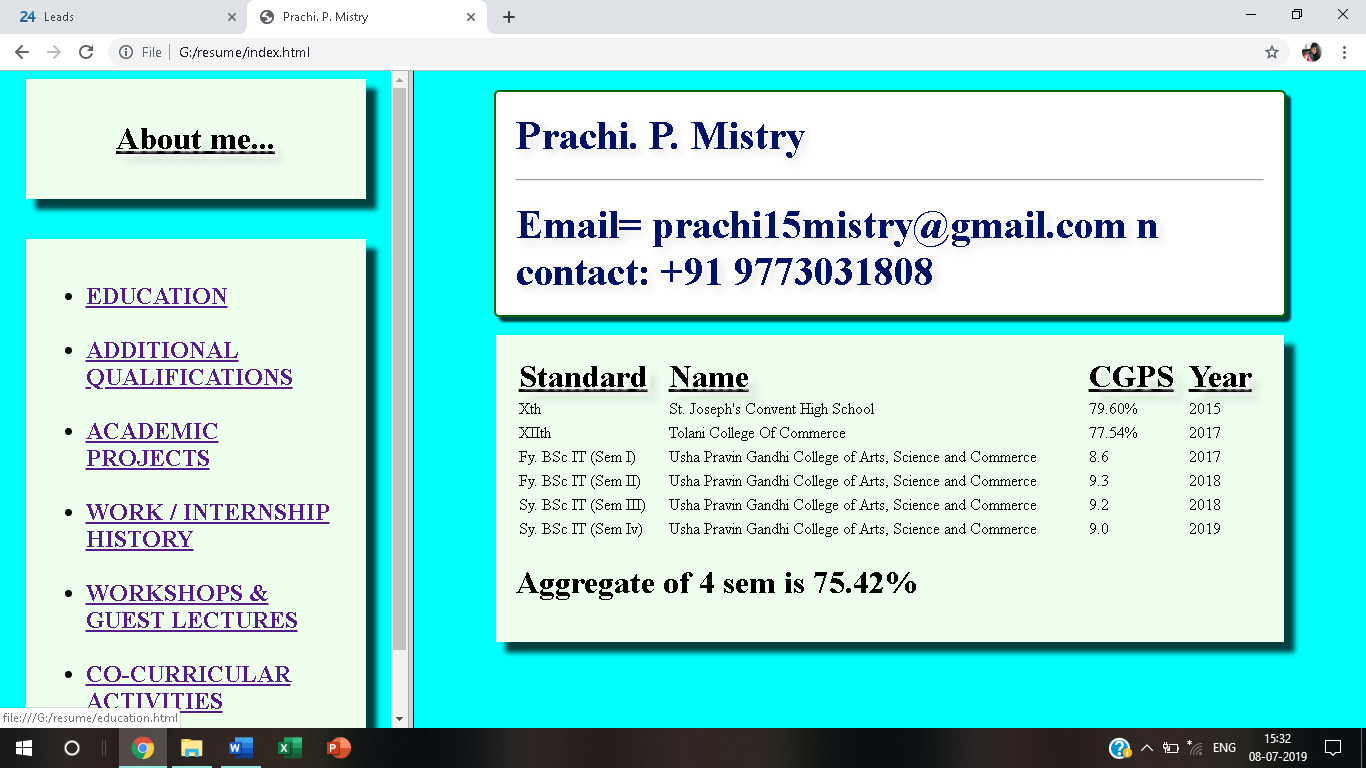 24 Leads
Prachi. P. Mistry
File | G:/resume/index.html
About me...
EDUCATION
ADDITIONAL
QUALIFICATIONS
ACADEMIC
PROJECTS
WORK / INTERNSHIP
HISTORY
WORKSHOPS &
GUEST LECTURES
CO-CURRICULAR
ACTIVITIES
file:///G:/resume/education.html
Prachi. P. Mistry
Email= prachi15mistry@gmail.com n
contact: +91 9773031808
Standard Name CGPS Year
Xth St. Joseph's Convent High School 79.60% 2015
XIIth Tolani College Of Commerce 77.54% 2017
Fy. BSc IT (Sem I) Usha Pravin Gandhi College of Arts, Science and Commerce 8.6 2017
Fy. BSc IT (Sem II) Usha Pravin Gandhi College of Arts, Science and Commerce 9.3 2018
Sy. BSc IT (Sem III) Usha Pravin Gandhi College of Arts, Science and Commerce 9.2 2018
Sy. BSc IT (Sem Iv) Usha Pravin Gandhi College of Arts, Science and Commerce 9.0 2019
Aggregate of 4 sem is 75.42%
ENG
15:32
08-07-2019